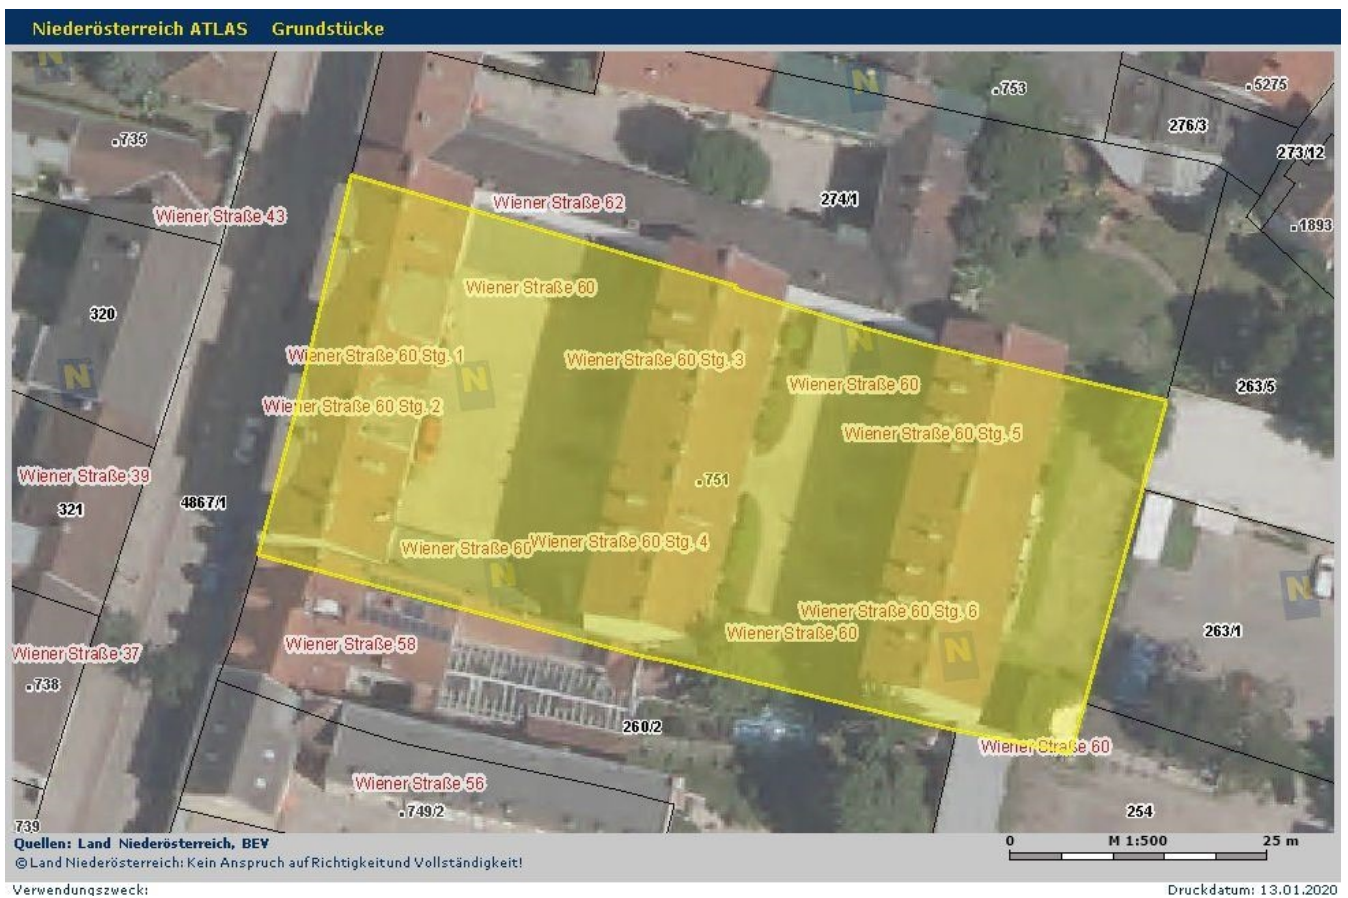 Niederösterreich ATLAS Grundstücke
.753
.5275
276/3
.735
273/12
274/1
Wiener Straße 62
Wiener Straße 43
.1893
Wiener Straße 60
320
Wiener Straße 60 Stg. 1
Wiener Straße 60 Stg. 3
Wiener Straße 60
263/5
Wiener Straße 60 Stg. 2
Wiener Straße 60 Stg. 5
Wiener Straße 39
.751
321
4867/1
Wiener Straße 60
Wiener Straße 60 Stg. 4
Wiener Straße 60 Stg. 6
Wiener Straße 60
263/1
Wiener Straße 58
Wiener Straße 37
.738
260/2
Wiener Straße 60
Wiener Straße 56
.749/2
254
739
Quellen: Land Niederösterreich, BEV
0 M 1:500 25 m
©Land Niederösterreich: Kein Anspruch auf Richtigkeit und Vollständigkeit!
Verwendungszweck:
Druckdatum: 13.01.2020
N
N
N
N
N
N
N
N
N